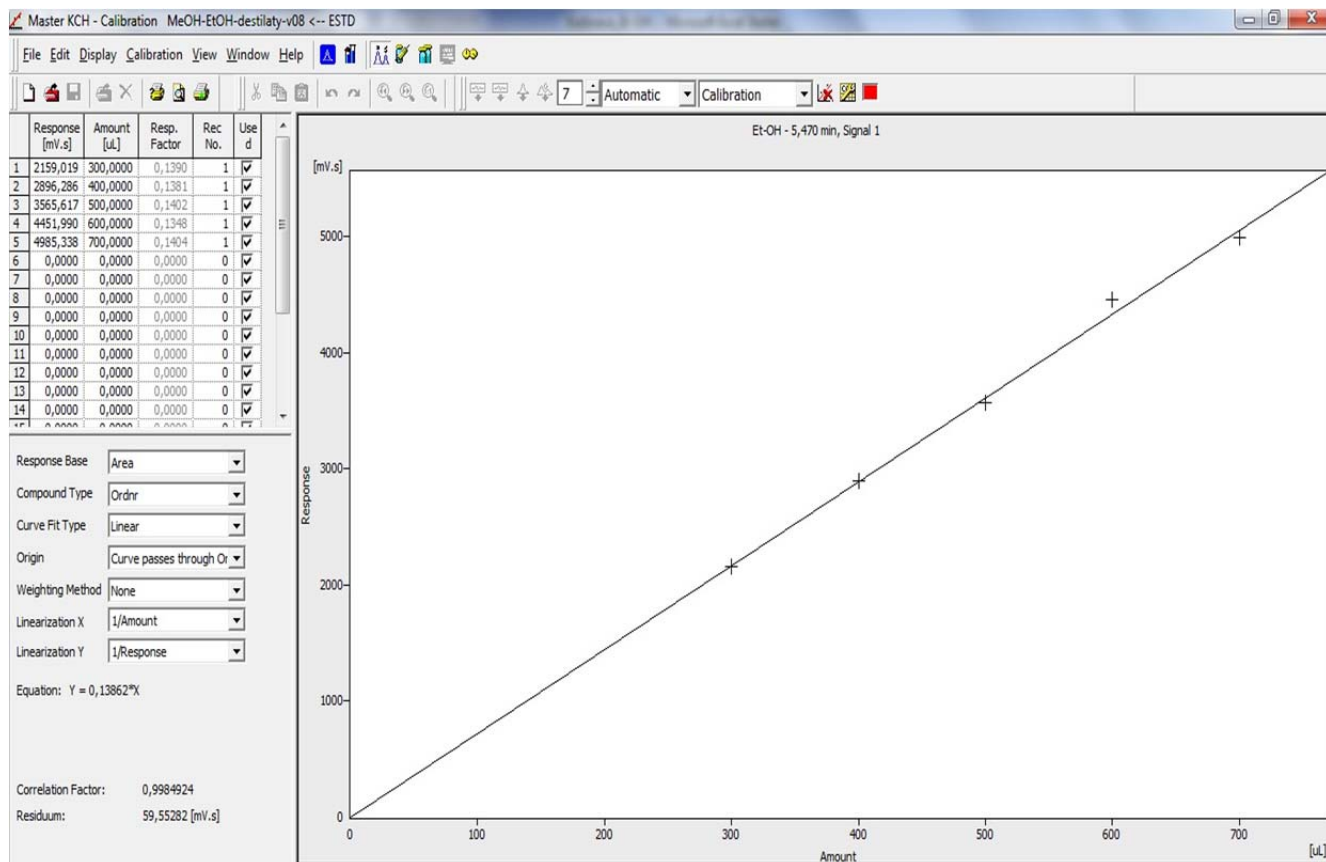 Master KCH - Calibration MeOH-EtOH-destilaty-v08 <-- ESTD
File Edit Display Calibration View Window Help
7 Automatic Calibration
Response [mV.s] Amount [uL] Resp. Factor Rec No. Use d
1 2159,019 300,0000 0,1390 1
2 2896,286 400,0000 0,1381 1
3 3565,617 500,0000 0,1402 1
4 4451,990 600,0000 0,1348 1
5 4985,338 700,0000 0,1404 1
6 0,0000 0,0000 0,0000 0
7 0,0000 0,0000 0,0000 0
8 0,0000 0,0000 0,0000 0
9 0,0000 0,0000 0,0000 0
10 0,0000 0,0000 0,0000 0
11 0,0000 0,0000 0,0000 0
12 0,0000 0,0000 0,0000 0
13 0,0000 0,0000 0,0000 0
14 0,0000 0,0000 0,0000 0
Response Base Area
Compound Type Ordnr
Curve Fit Type Linear
Origin Curve passes through Or
Weighting Method None
Linearization X 1/Amount
Linearization Y 1/Response
Equation: Y = 0,13862*X
Correlation Factor: 0,9984924
Residuum: 59,55282 [mV.s]
Et-OH - 5,470 min, Signal 1
[mV.s]
5000
4000
3000
2000
1000
0
Response
0 100 200 300 400 500 600 700
Amount
[uL]